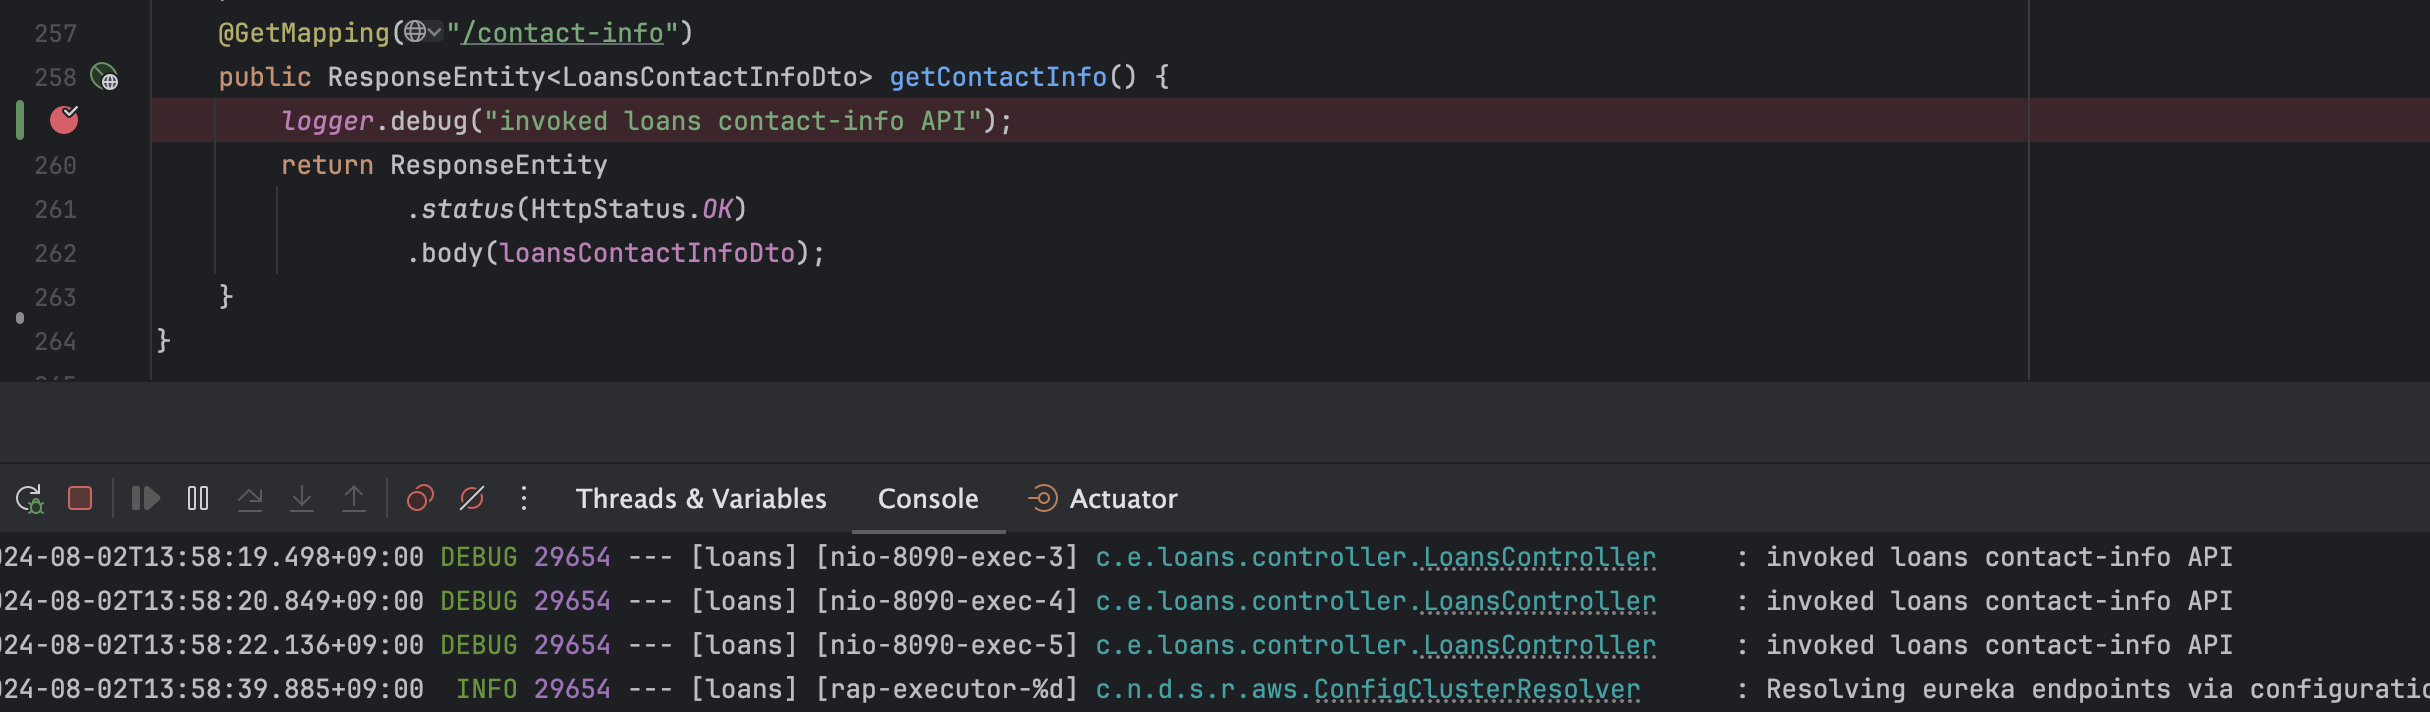 257 @GetMapping("/contact-info")
258 public ResponseEntity<LoansContactInfoDto> getContactInfo() {
logger.debug("invoked loans contact-info API");
260 return ResponseEntity
261 .status(HttpStatus.OK)
262 .body(loansContactInfoDto);
263 }
264 }
Threads & Variables Console Actuator
24-08-02T13:58:19.498+09:00 DEBUG 29654 --- [loans] [nio-8090-exec-3] c.e.loans.controller.LoansController : invoked loans contact-info API
24-08-02T13:58:20.849+09:00 DEBUG 29654 --- [loans] [nio-8090-exec-4] c.e.loans.controller.LoansController : invoked loans contact-info API
24-08-02T13:58:22.136+09:00 DEBUG 29654 --- [loans] [nio-8090-exec-5] c.e.loans.controller.LoansController : invoked loans contact-info API
24-08-02T13:58:39.885+09:00 INFO 29654 --- [loans] [rap-executor-%d] c.n.d.s.r.aws.ConfigClusterResolver : Resolving eureka endpoints via configuratio